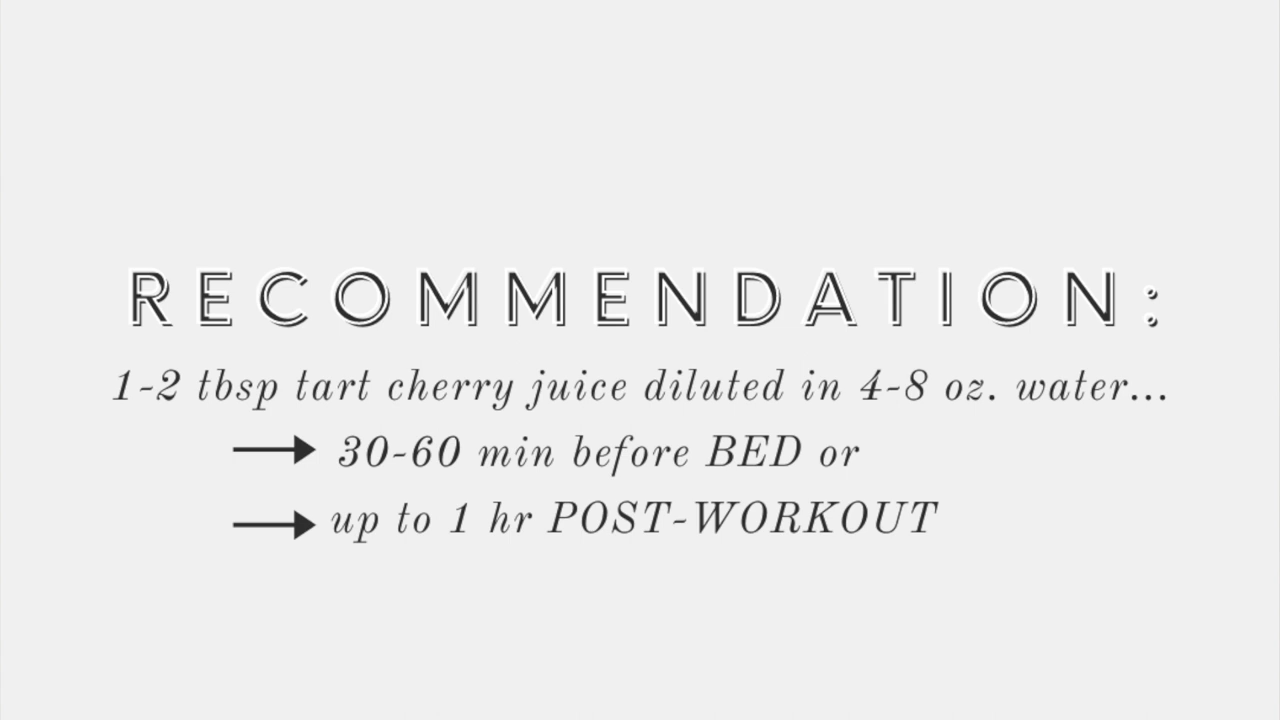 RECOMMENDATION:
1-2 tbsp tart cherry juice diluted in 4-8 oz. water...
30-60 min before BED or
up to 1 hr POST-WORKOUT